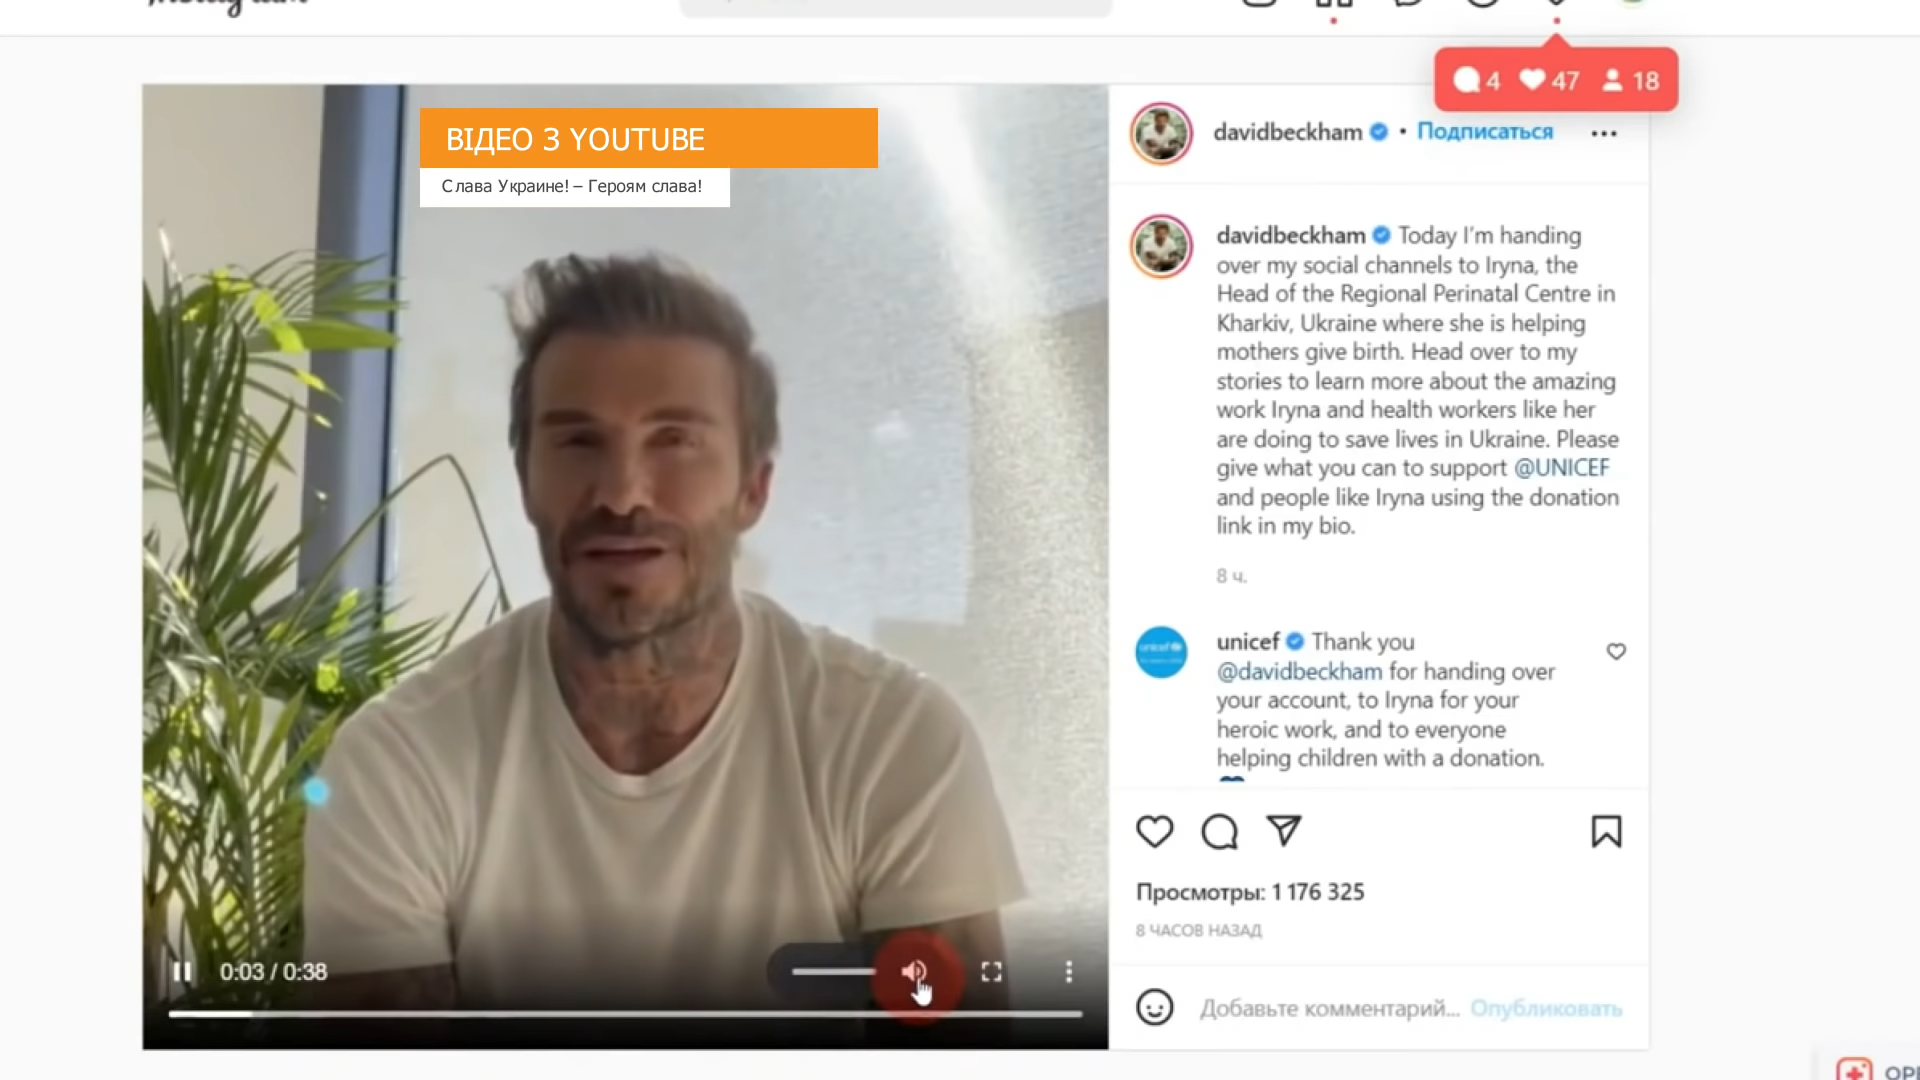 Instagram
4 47 18
ВІДЕО З YOUTUBE
Слава Украине! – Героям слава!
davidbeckham • Подписаться
davidbeckham Today I'm handing
over my social channels to Iryna, the
Head of the Regional Perinatal Centre in
Kharkiv, Ukraine where she is helping
mothers give birth. Head over to my
stories to learn more about the amazing
work Iryna and health workers like her
are doing to save lives in Ukraine. Please
give what you can to support @UNICEF
and people like Iryna using the donation
link in my bio.
8 ч.
unicef Thank you
@davidbeckham for handing over
your account, to Iryna for your
heroic work, and to everyone
helping children with a donation.
Просмотры: 1 176 325
8 ЧАСОВ НАЗАД
0:03 / 0:38
Добавьте комментарий... Опубликовать